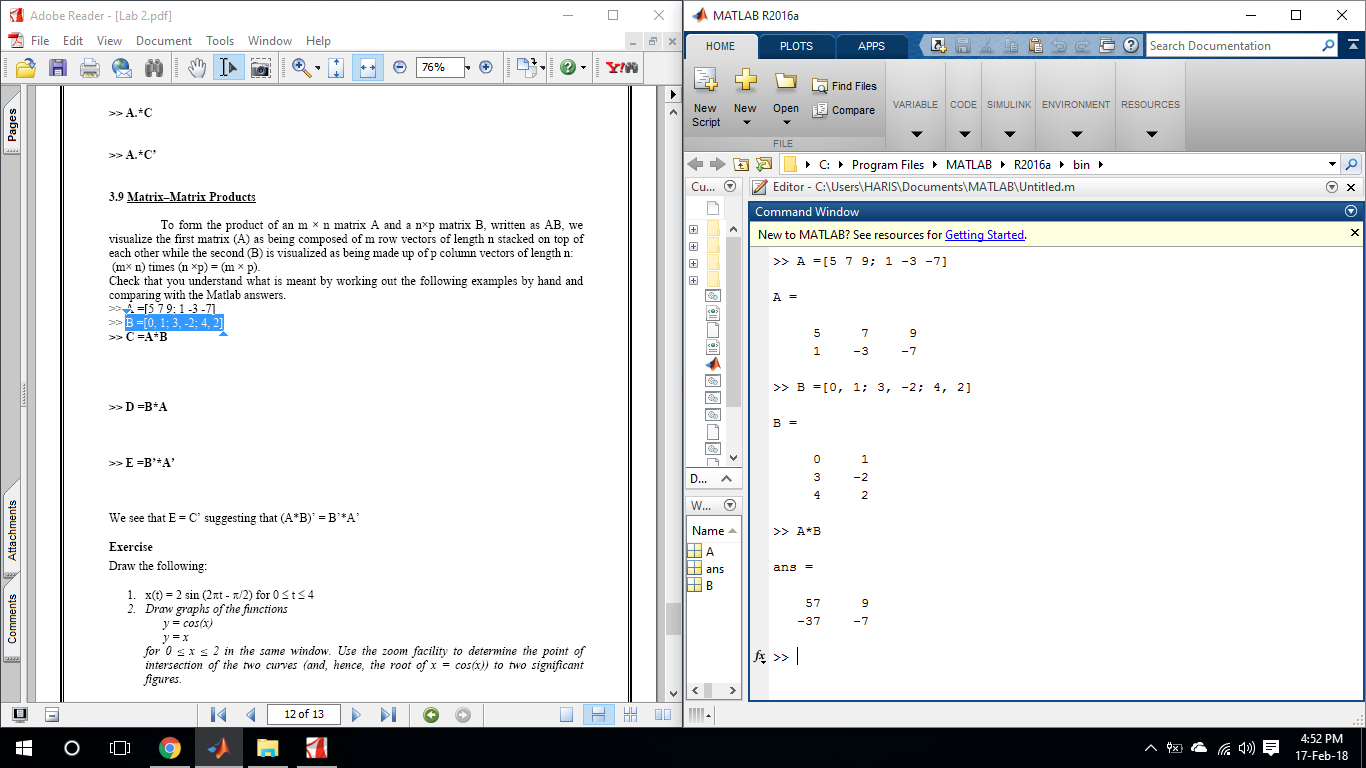 Adobe Reader - [Lab 2.pdf]
File Edit View Document Tools Window Help
76%
Pages
Attachments
Comments
>> A.*C
>> A.*C’
3.9 Matrix–Matrix Products
To form the product of an m × n matrix A and a n×p matrix B, written as AB, we
visualize the first matrix (A) as being composed of m row vectors of length n stacked on top of
each other while the second (B) is visualized as being made up of p column vectors of length n:
(m× n) times (n ×p) = (m × p).
Check that you understand what is meant by working out the following examples by hand and
comparing with the Matlab answers.
>> A =[5 7 9; 1 -3 -7]
>> B =[0, 1; 3, -2; 4, 2]
>> C =A*B
>> D =B*A
>> E =B’*A’
We see that E = C’ suggesting that (A*B)’ = B’*A’
Exercise
Draw the following:
1. x(t) = 2 sin (2πt - π/2) for 0 ≤ t ≤ 4
2. Draw graphs of the functions
y = cos(x)
y = x
for 0 ≤ x ≤ 2 in the same window. Use the zoom facility to determine the point of
intersection of the two curves (and, hence, the root of x = cos(x)) to two significant
figures.
12 of 13
MATLAB R2016a
HOME PLOTS APPS
Search Documentation
New Script
New
Open
Find Files
Compare
FILE
VARIABLE CODE SIMULINK ENVIRONMENT RESOURCES
C: Program Files MATLAB R2016a bin
Cu...
D...
W...
Name
A
ans
B
Editor - C:\Users\HARIS\Documents\MATLAB\Untitled.m
Command Window
New to MATLAB? See resources for Getting Started.
>> A =[5 7 9; 1 -3 -7]
A =
5 7 9
1 -3 -7
>> B =[0, 1; 3, -2; 4, 2]
B =
0 1
3 -2
4 2
>> A*B
ans =
57 9
-37 -7
fx >>
4:52 PM
17-Feb-18